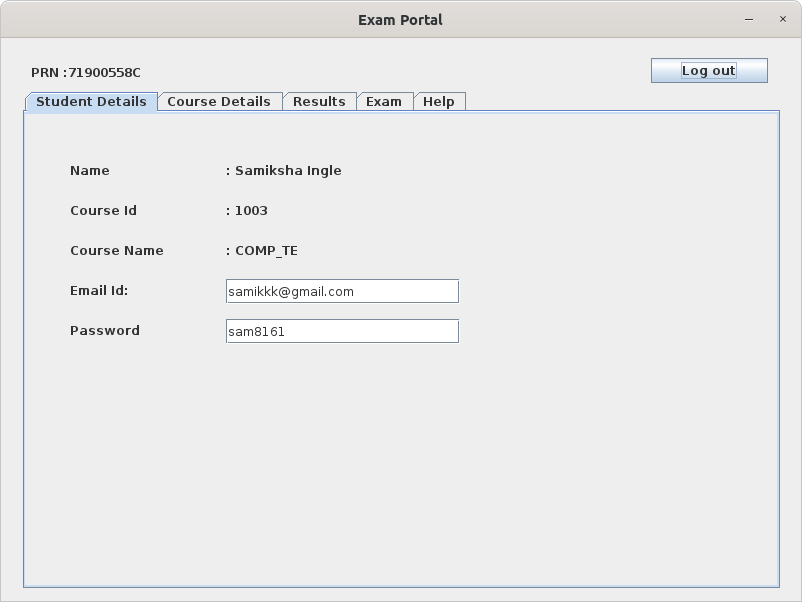 Exam Portal
PRN :71900558C
Log out
Student Details Course Details Results Exam Help
Name : Samiksha Ingle
Course Id : 1003
Course Name : COMP_TE
Email Id: samikkk@gmail.com
Password sam8161